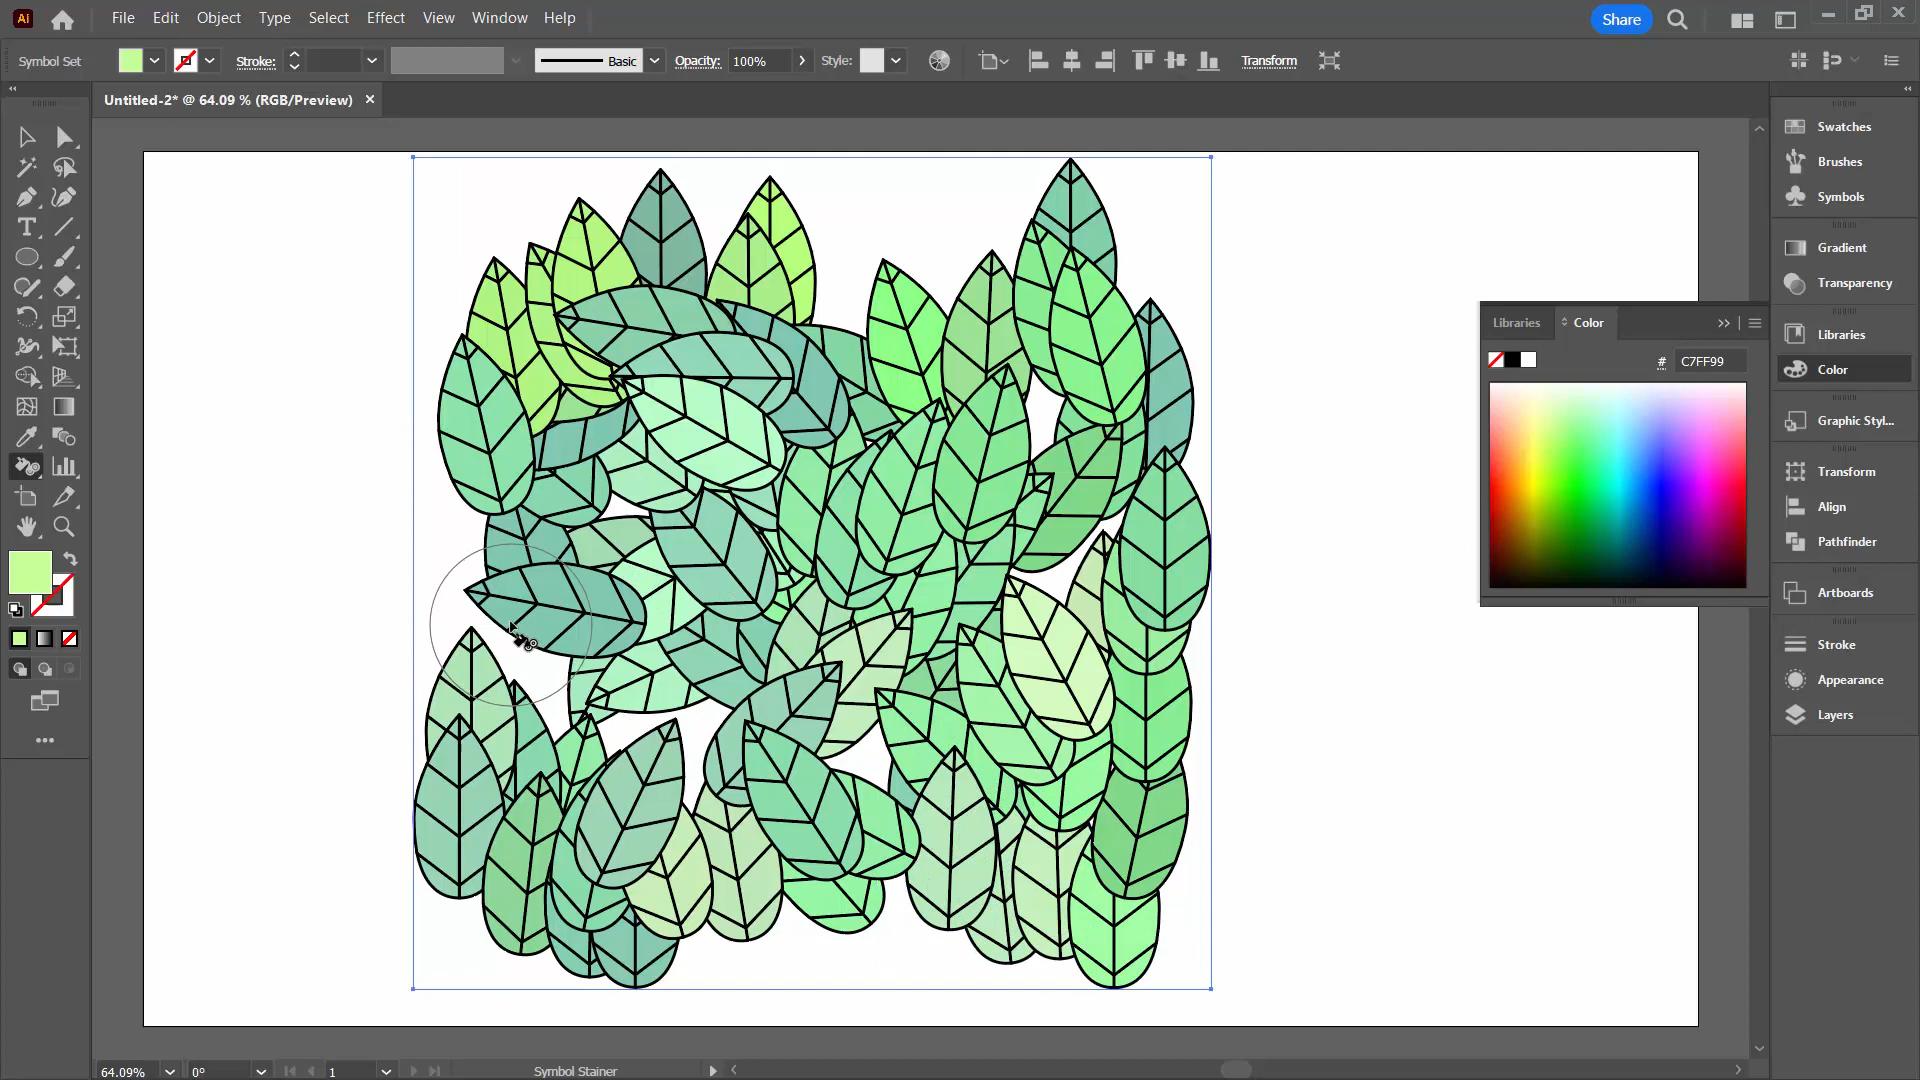 Ai File Edit Object Type Select Effect View Window Help Share
Symbol Set Stroke: Basic Opacity: 100% Style: Transform
Untitled-2* @ 64.09 % (RGB/Preview)
Swatches
Brushes
Symbols
Gradient
Transparency
Libraries
Color
Graphic Styl...
Transform
Align
Pathfinder
Artboards
Stroke
Appearance
Layers
Libraries Color
# C7FF99
64.09% 0° 1 Symbol Stainer